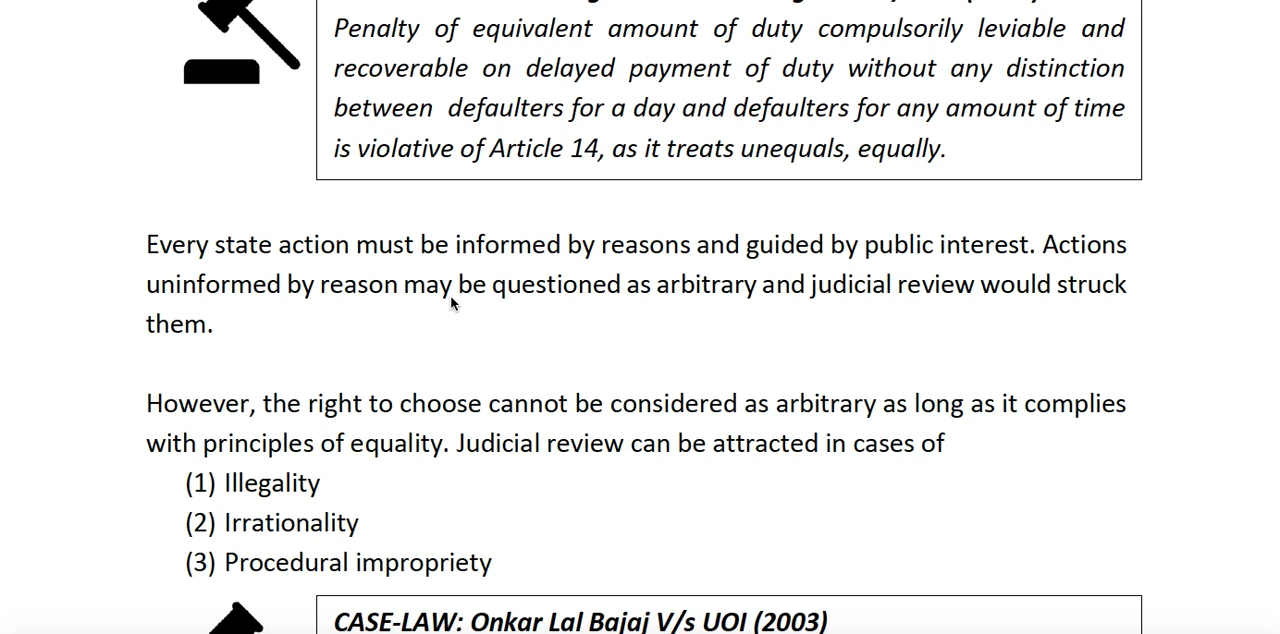 Penalty of equivalent amount of duty compulsorily leviable and
recoverable on delayed payment of duty without any distinction
between defaulters for a day and defaulters for any amount of time
is violative of Article 14, as it treats unequals, equally.
Every state action must be informed by reasons and guided by public interest. Actions
uninformed by reason may be questioned as arbitrary and judicial review would struck
them.
However, the right to choose cannot be considered as arbitrary as long as it complies
with principles of equality. Judicial review can be attracted in cases of
(1) Illegality
(2) Irrationality
(3) Procedural impropriety
CASE-LAW: Onkar Lal Bajaj V/s UOI (2003)